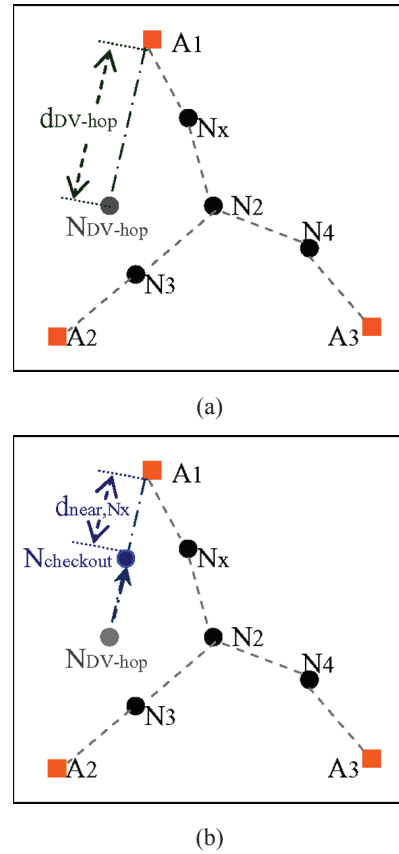 A1
dDV-hop
Nx
NDV-hop
N2
N4
N3
A2
A3
(a)
A1
dnear,Nx
Ncheckout
Nx
NDV-hop
N2
N4
N3
A2
A3
(b)